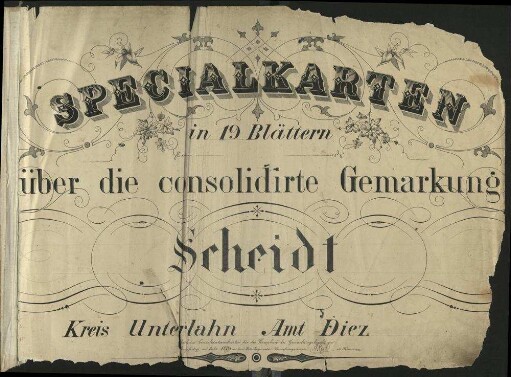 SPECIALKARTEN
in 19 Blättern
über die consolidirte Gemarkung
Scheidt
Kreis Unterlahn Amt Diez